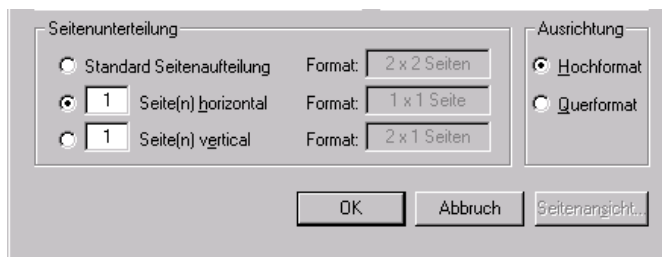 Seitenunterteilung
Standard Seitenaufteilung Format: 2 x 2 Seiten
1 Seite(n) horizontal Format: 1 x 1 Seite
1 Seite(n) vertical Format: 2 x 1 Seiten
Ausrichtung
Hochformat
Querformat
OK Abbruch Seitenansicht...